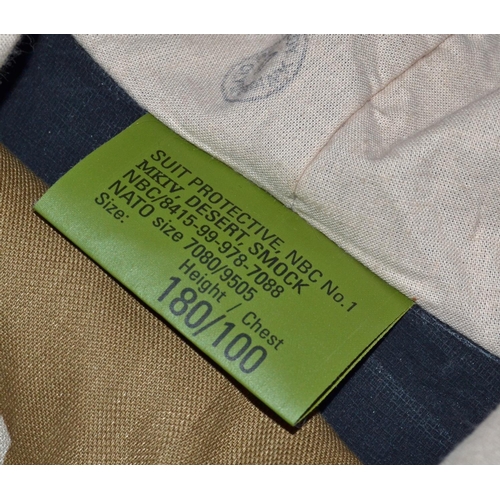 SUIT PROTECTIVE, NBC No.1
MKIV, DESERT, SMOCK
NBC/8415-99-978-7088
NATO size 7080/9505
Size:
Height / Chest
180/100